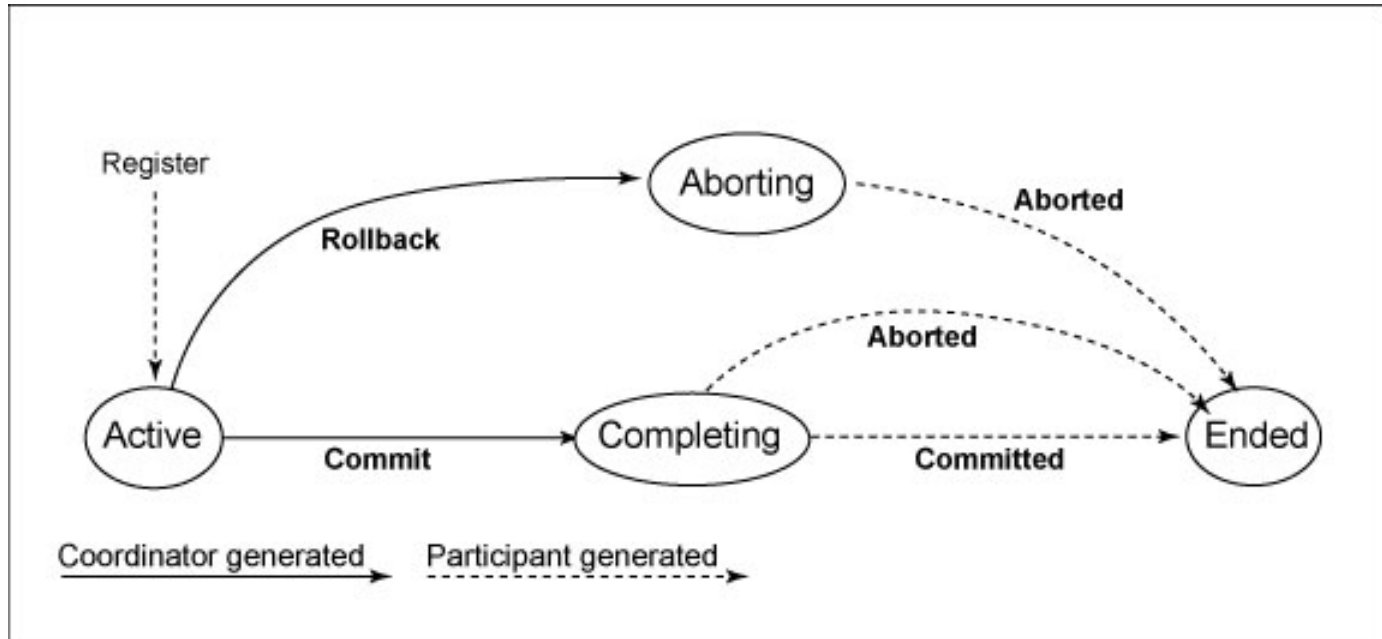 Register
Aborting
Aborted
Rollback
Aborted
Active
Completing
Ended
Commit
Committed
Coordinator generated
Participant generated